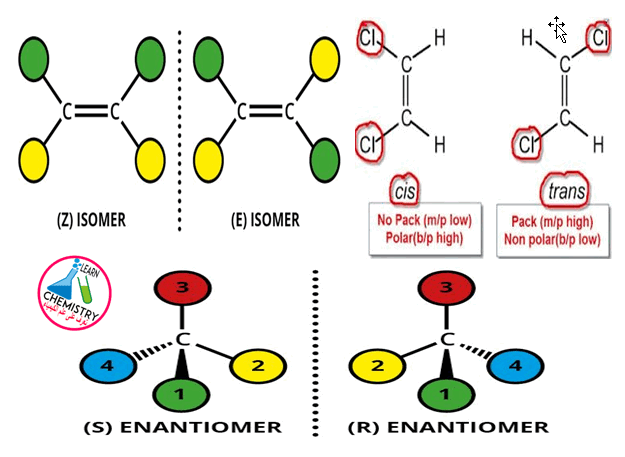 C C
(Z) ISOMER
C C
(E) ISOMER
Cl H
C
C
Cl H
cis
No Pack (m/p low)
Polar(b/p high)
H Cl
C
C
Cl H
trans
Pack (m/p high)
Non polar(b/p low)
LEARN
CHEMISTRY
3
C
4 2
1
(S) ENANTIOMER
3
C
2 4
1
(R) ENANTIOMER